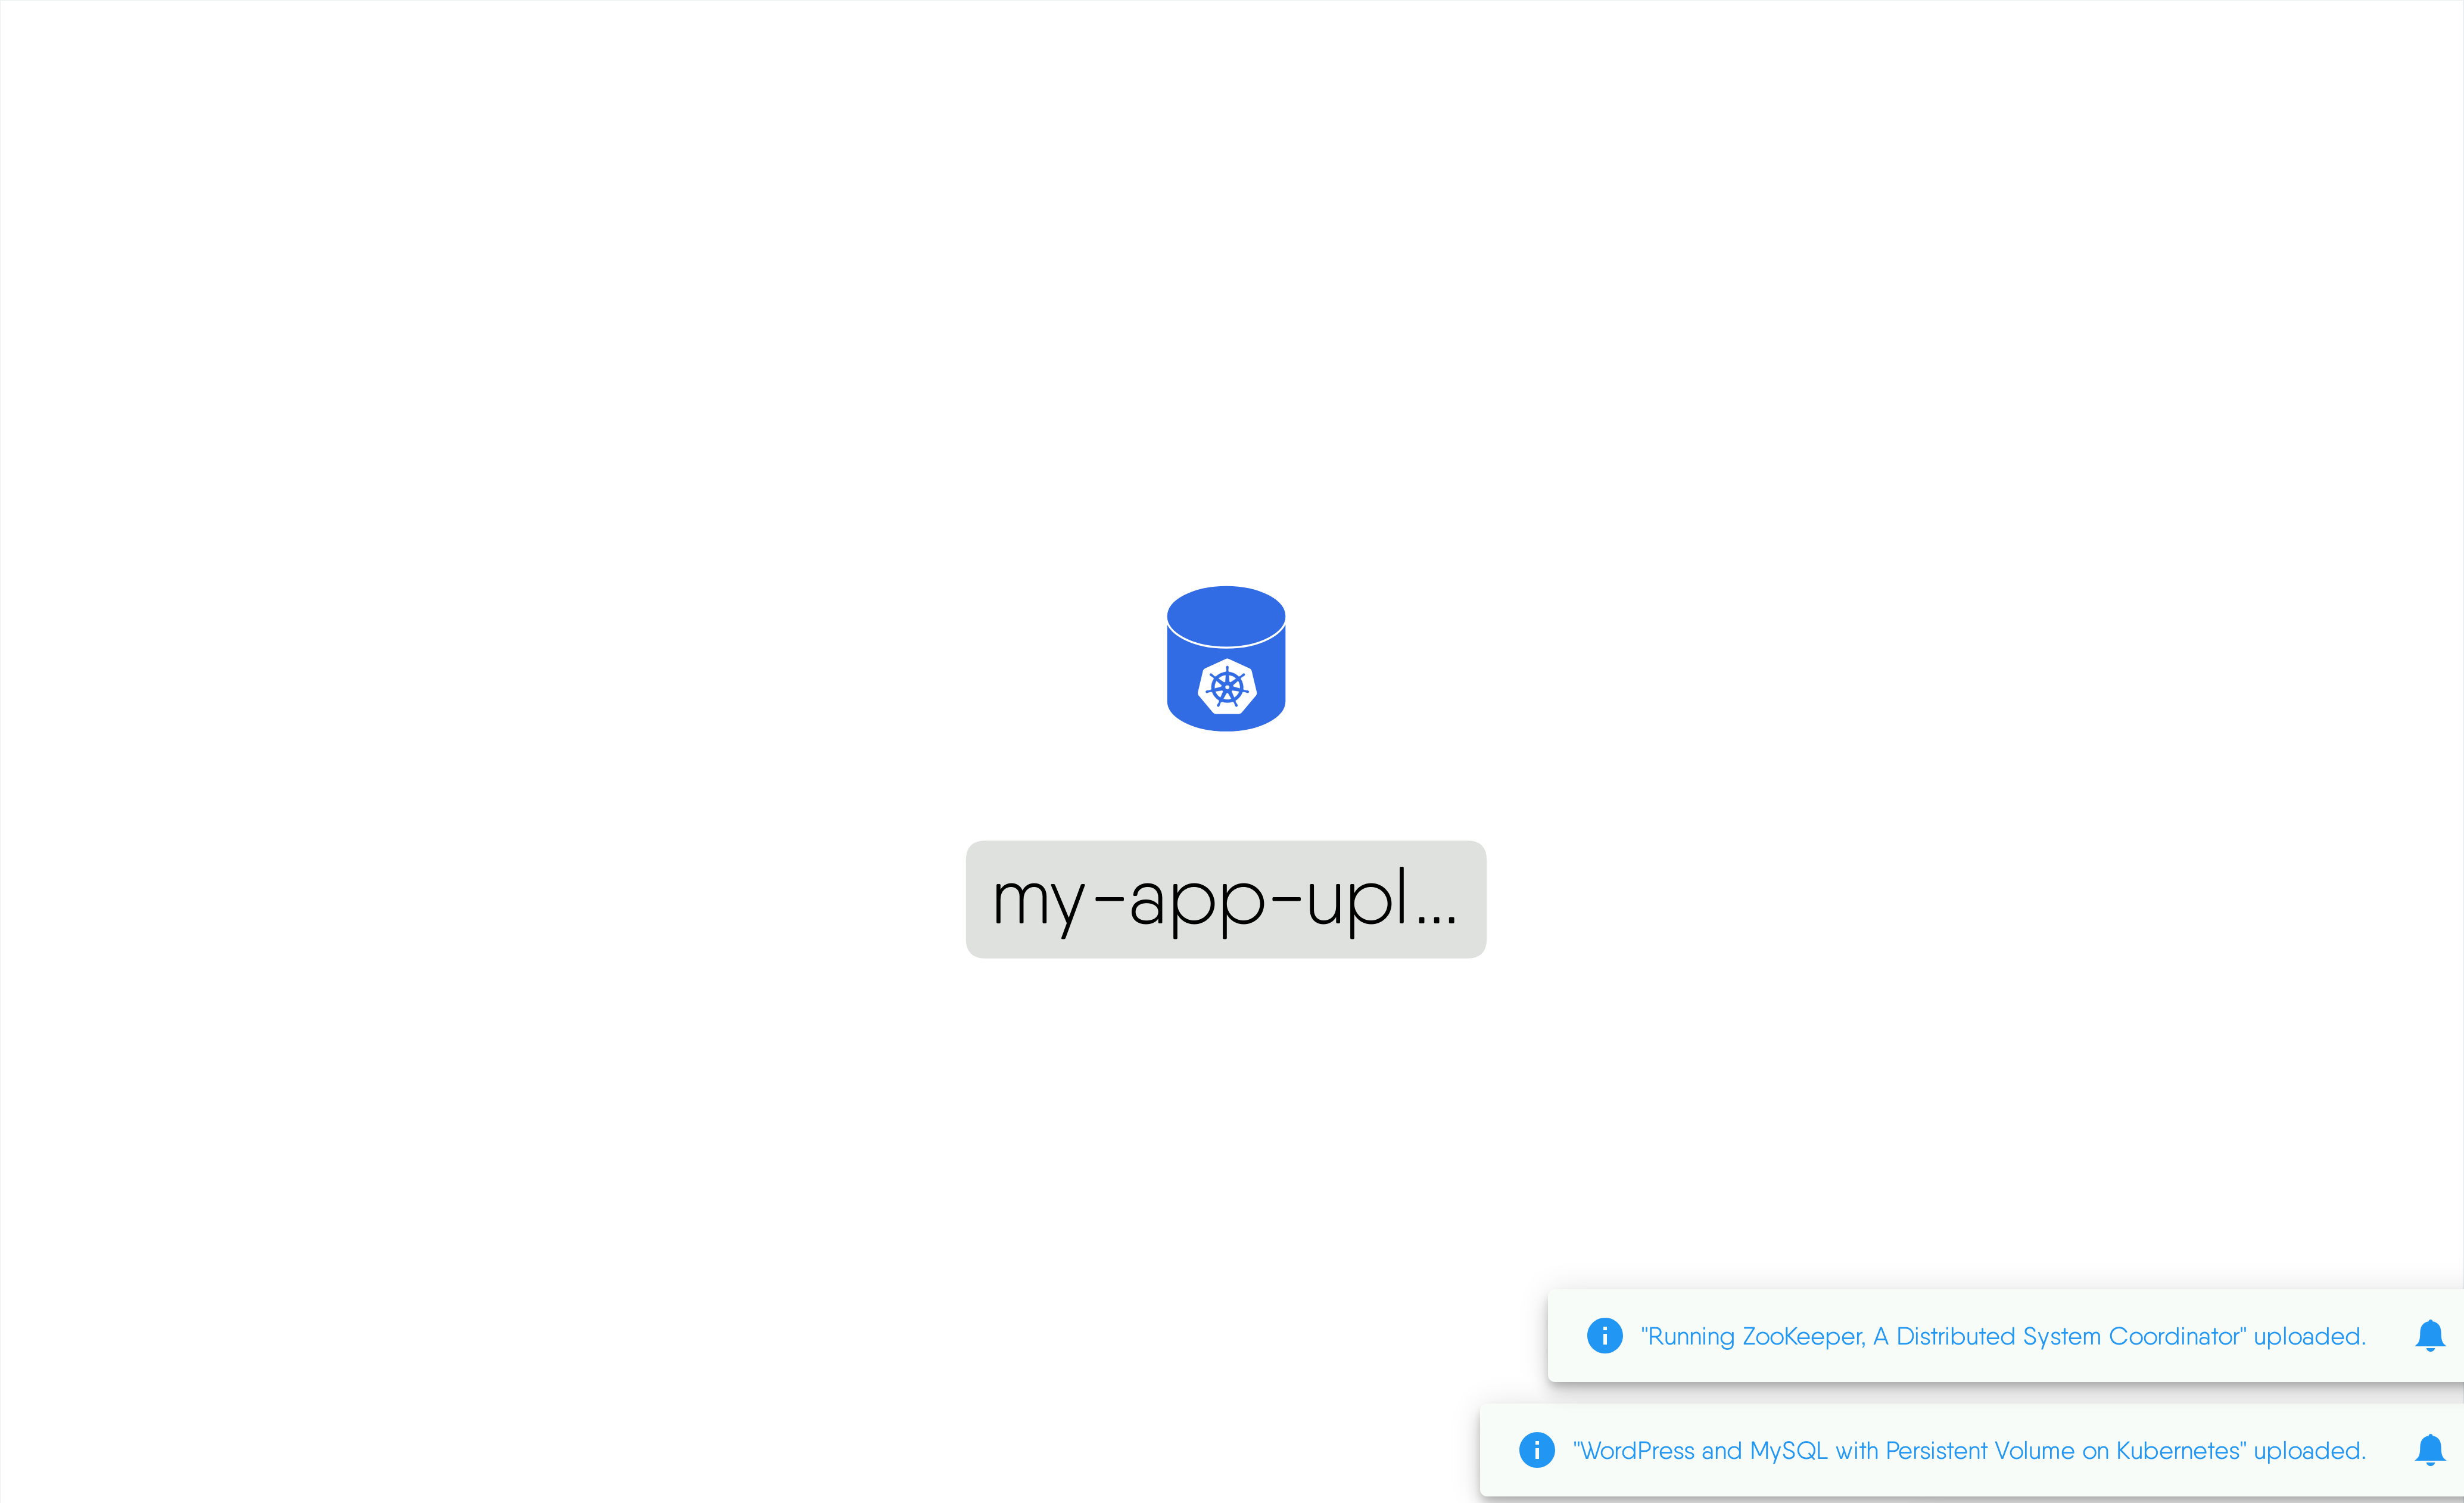 my-app-upl...
"Running ZooKeeper, A Distributed System Coordinator" uploaded.
"WordPress and MySQL with Persistent Volume on Kubernetes" uploaded.